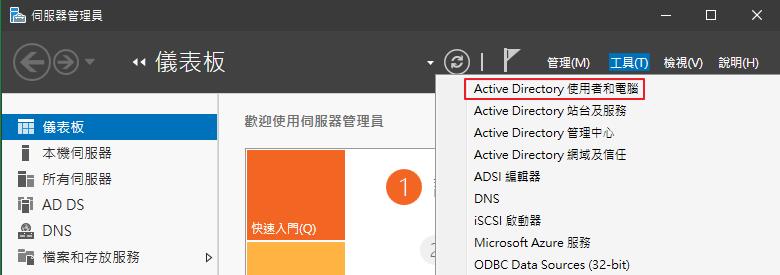 伺服器管理員
儀表板
管理(M) 工具(T) 檢視(V) 說明(H)
Active Directory 使用者和電腦
Active Directory 站台及服務
Active Directory 管理中心
Active Directory 網域及信任
ADSI 編輯器
DNS
iSCSI 啟動器
Microsoft Azure 服務
ODBC Data Sources (32-bit)
儀表板
本機伺服器
所有伺服器
AD DS
DNS
檔案和存放服務
歡迎使用伺服器管理員
快速入門(Q)
1
2